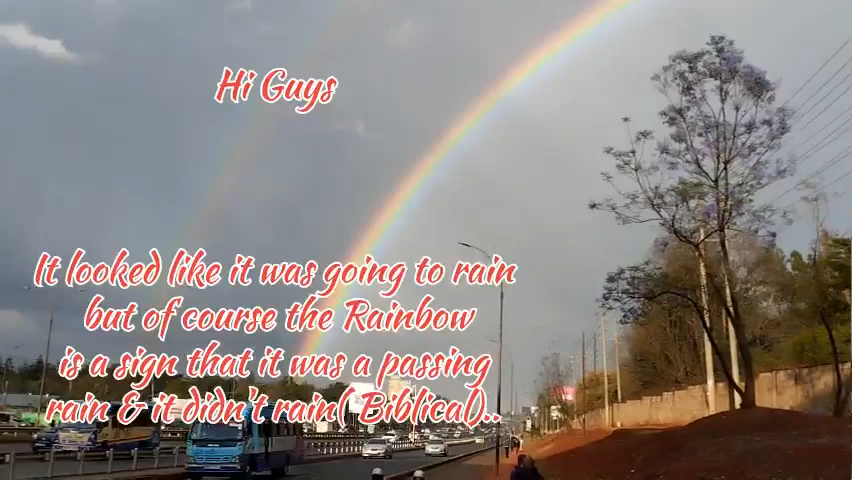 Hi Guys
It looked like it was going to rain
but of course the Rainbow
is a sign that it was a passing
rain & it didn't rain( Biblical)..